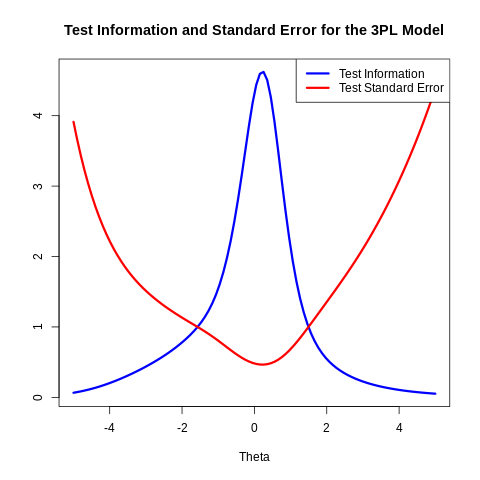 Test Information and Standard Error for the 3PL Model
Test Information
Test Standard Error
4
3
2
1
0
-4 -2 0 2 4
Theta